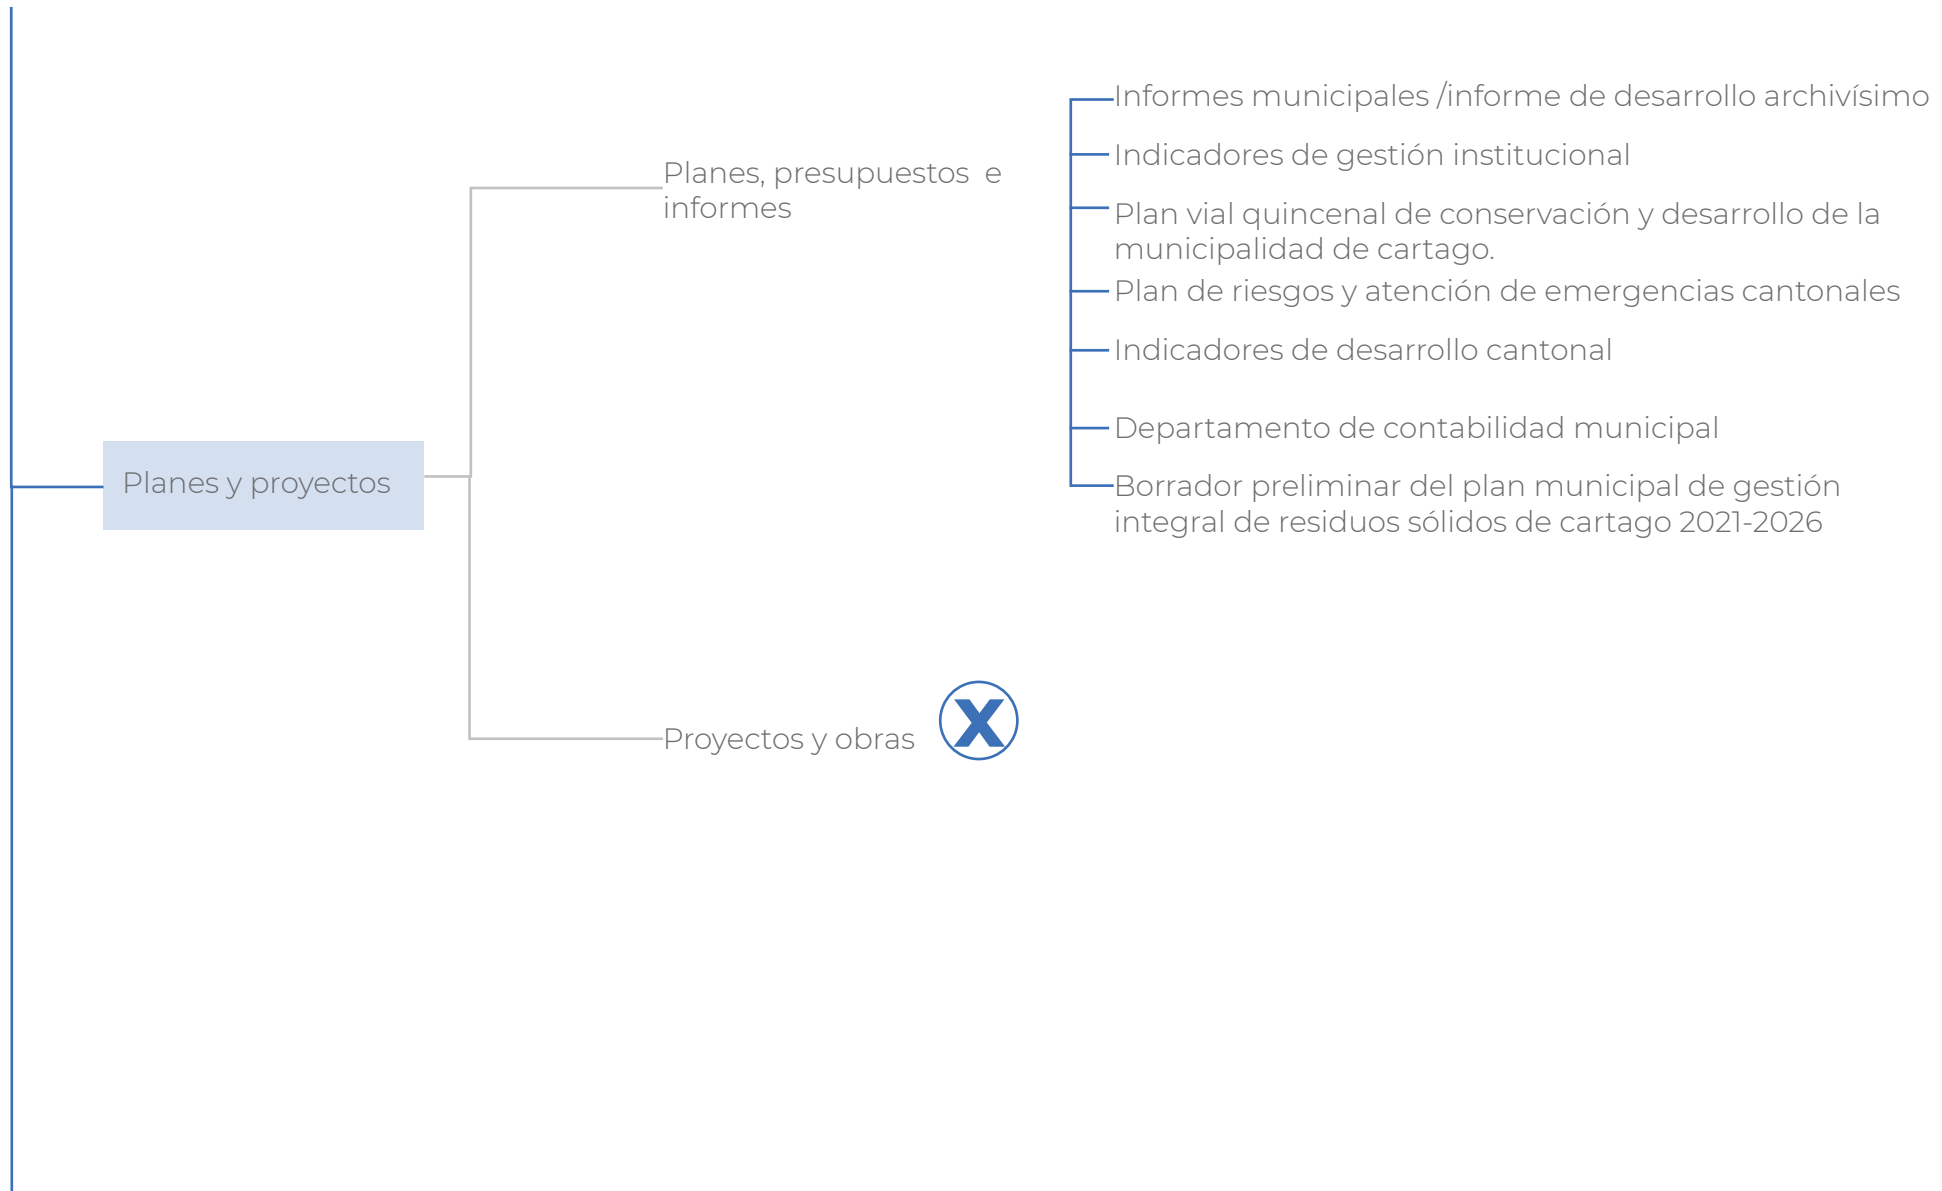 Informes municipales /informe de desarrollo archivísimo
Indicadores de gestión institucional
Planes, presupuestos  e
informes
Plan vial quincenal de conservación y desarrollo de la
municipalidad de cartago.
Plan de riesgos y atención de emergencias cantonales
Indicadores de desarrollo cantonal
Departamento de contabilidad municipal
Planes y proyectos
Borrador preliminar del plan municipal de gestión
integral de residuos sólidos de cartago 2021-2026
Proyectos y obras
X